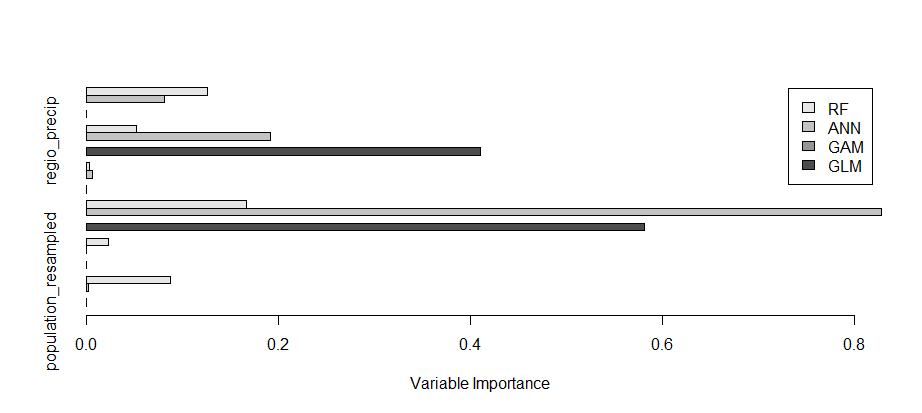 regio_precip
population_resampled
RF
ANN
GAM
GLM
0.0 0.2 0.4 0.6 0.8
Variable Importance